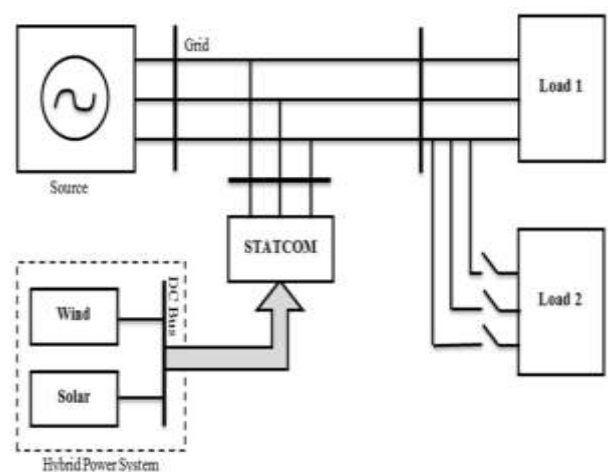 Grid
Load 1
Source
STATCOM
DC Bus
Wind
Load 2
Solar
Hybrid Power System